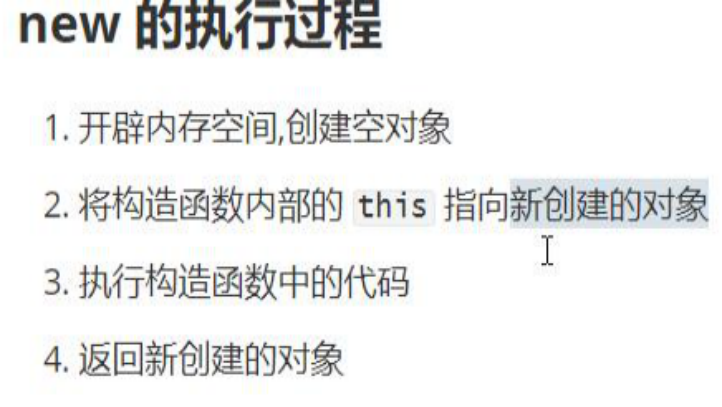 new 的执行过程
1. 开辟内存空间,创建空对象
2. 将构造函数内部的 this 指向新创建的对象
3. 执行构造函数中的代码
4. 返回新创建的对象